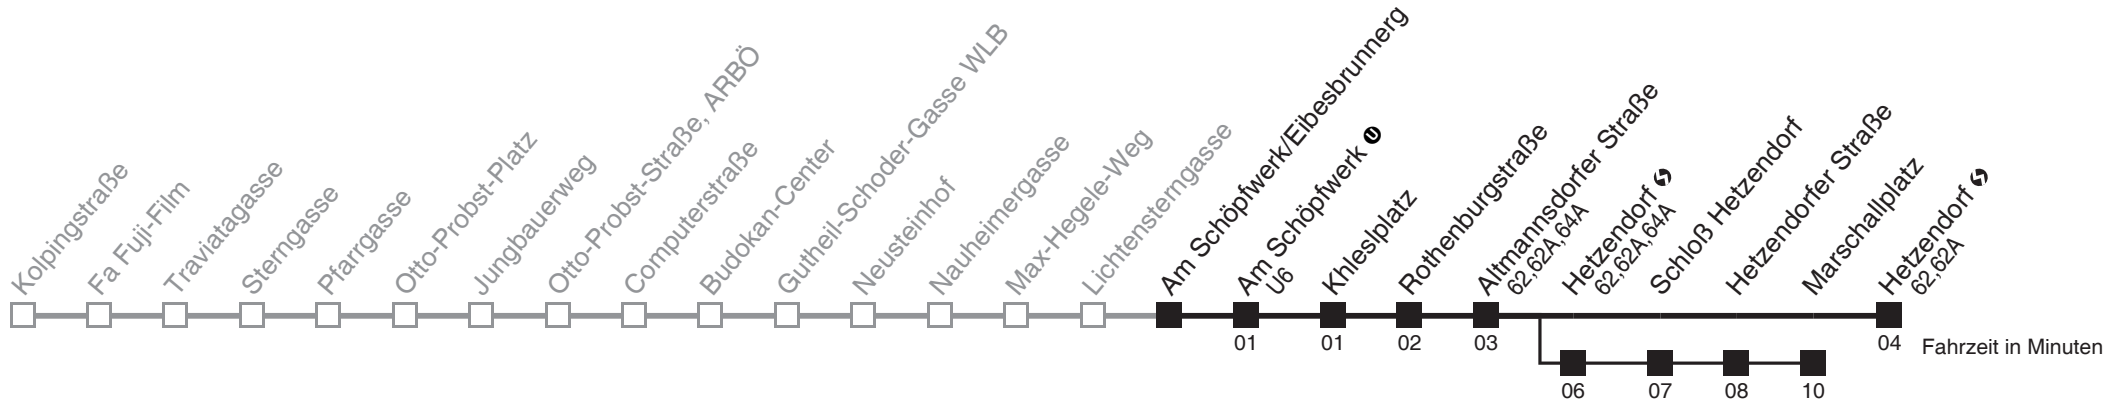 Kolpingstraße
Fa Fuji-Film
Traviatagasse
Sterngasse
Pfarrgasse
Otto-Probst-Platz
Jungbauerweg
Otto-Probst-Straße, ARBÖ
Computerstraße
Budokan-Center
Gutheil-Schoder-Gasse WLB
Neusteinhof
Nauheimergasse
Max-Hegele-Weg
Lichtensterngasse
Am Schöpfwerk/Eibesbrunnerg
Am Schöpfwerk U
U6
Khleslplatz
Rothenburgstraße
Altmannsdorfer Straße
62,62A,64A
Hetzendorf S
62,62A,64A
Schloß Hetzendorf
Hetzendorfer Straße
Marschallplatz
Hetzendorf S
62,62A
01
01
02
03
04
Fahrzeit in Minuten
06
07
08
10